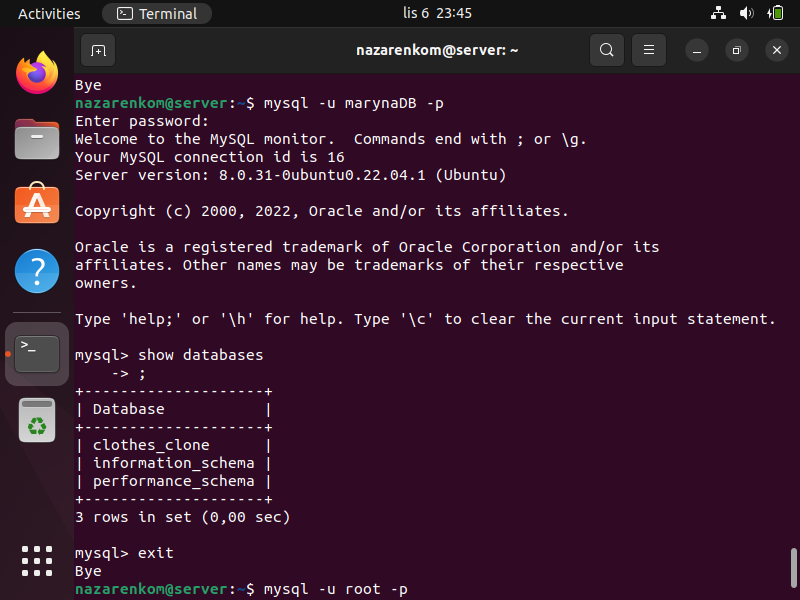 Activities
Terminal
lis 6 23:45
nazarenkom@server: ~
Bye
nazarenkom@server:~$ mysql -u marynaDB -p
Enter password:
Welcome to the MySQL monitor.  Commands end with ; or \g.
Your MySQL connection id is 16
Server version: 8.0.31-0ubuntu0.22.04.1 (Ubuntu)
Copyright (c) 2000, 2022, Oracle and/or its affiliates.
Oracle is a registered trademark of Oracle Corporation and/or its
affiliates. Other names may be trademarks of their respective
owners.
Type 'help;' or '\h' for help. Type '\c' to clear the current input statement.
mysql> show databases
    -> ;
+--------------------+
| Database           |
+--------------------+
| clothes_clone      |
| information_schema |
| performance_schema |
+--------------------+
3 rows in set (0,00 sec)
mysql> exit
Bye
nazarenkom@server:~$ mysql -u root -p